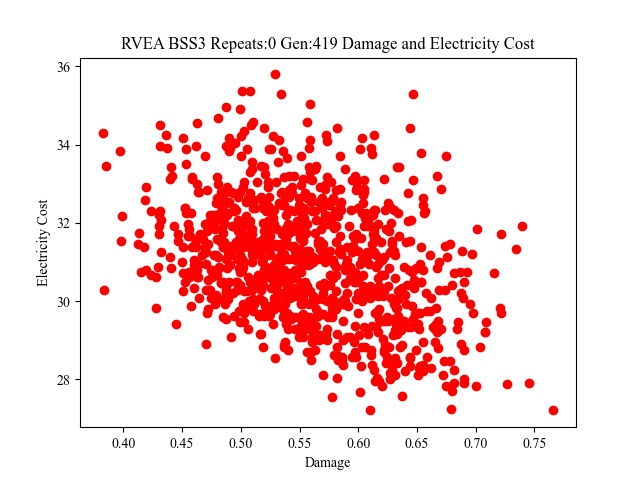 RVEA BSS3 Repeats:0 Gen:419 Damage and Electricity Cost
36
34
32
30
28
Electricity Cost
0.40 0.45 0.50 0.55 0.60 0.65 0.70 0.75
Damage